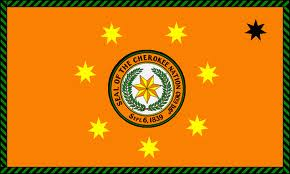 SEAL OF THE CHEROKEE NATION
SEPT. 6, 1839